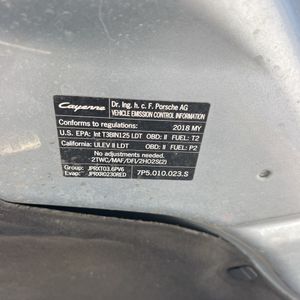 Cayenne
Dr. Ing. h. c. F. Porsche AG
VEHICLE EMISSION CONTROL INFORMATION
Conforms to regulations: 2018 MY
U.S. EPA: Int T3BIN125 LDT OBD: II FUEL: T2
California: ULEV II LDT OBD: II FUEL: P2
No adjustments needed.
2TWC/MAF/DFI/2HO2S(2)
Group: JPRXT03.6PV6
Evap: JPRXR0230RED 7P5.010.023.S